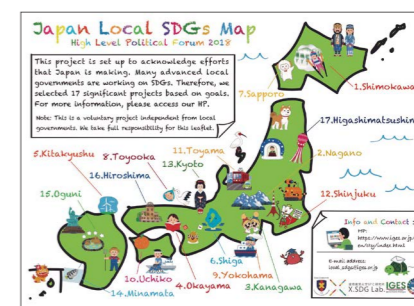 Japan Local SDGs Map
High Level Political Forum 2018
This project is set up to acknowledge efforts
that Japan is making. Many advanced local
governments are working on SDGs. Therefore, we
selected 17 significant projects based on goals.
For more information, please access our HP.
Note: This is a voluntary project independent from local
governments. We take full responsibility for this leaflet.
7.Sapporo
1.Shimokawa
17.Higashimatsushim
11.Toyama
2.Nagano
5.Kitakyushu
8.Toyooka
13.Kyoto
16.Hiroshima
15.Oguni
12.Shinjuku
6.Shiga
10.Uchiko
9.Yokohama
4.Okayama
3.Kanagawa
14.Minamata
Info and Contact
HP:
E-mail address:
X.SDG Lab
IGES